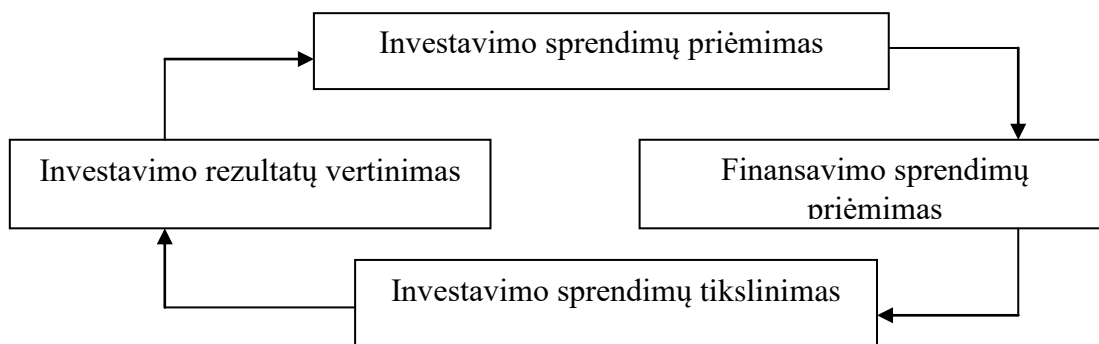 Investavimo sprendimų priėmimas
Investavimo rezultatų vertinimas
Finansavimo sprendimų
priėmimas
Investavimo sprendimų tikslinimas